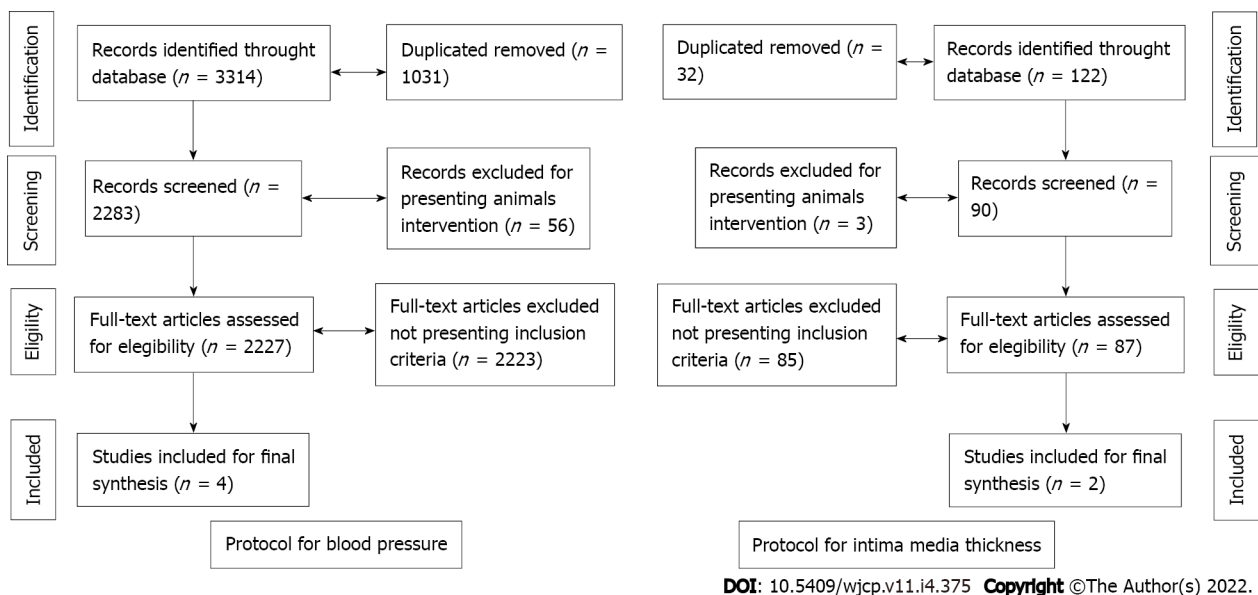 Identification
Records identified throught
database (n = 3314)
Duplicated removed (n =
1031)
Screening
Records screened (n =
2283)
Records excluded for
presenting animals
intervention (n = 56)
Eligility
Full-text articles assessed
for elegibility (n = 2227)
Full-text articles excluded
not presenting inclusion
criteria (n = 2223)
Included
Studies included for final
synthesis (n = 4)
Protocol for blood pressure
Duplicated removed (n =
32)
Records identified throught
database (n = 122)
Identification
Records excluded for
presenting animals
intervention (n = 3)
Records screened (n =
90)
Screening
Full-text articles excluded
not presenting inclusion
criteria (n = 85)
Full-text articles assessed
for elegibility (n = 87)
Eligility
Studies included for final
synthesis (n = 2)
Included
Protocol for intima media thickness
DOI: 10.5409/wjcp.v11.i4.375 Copyright ©The Author(s) 2022.